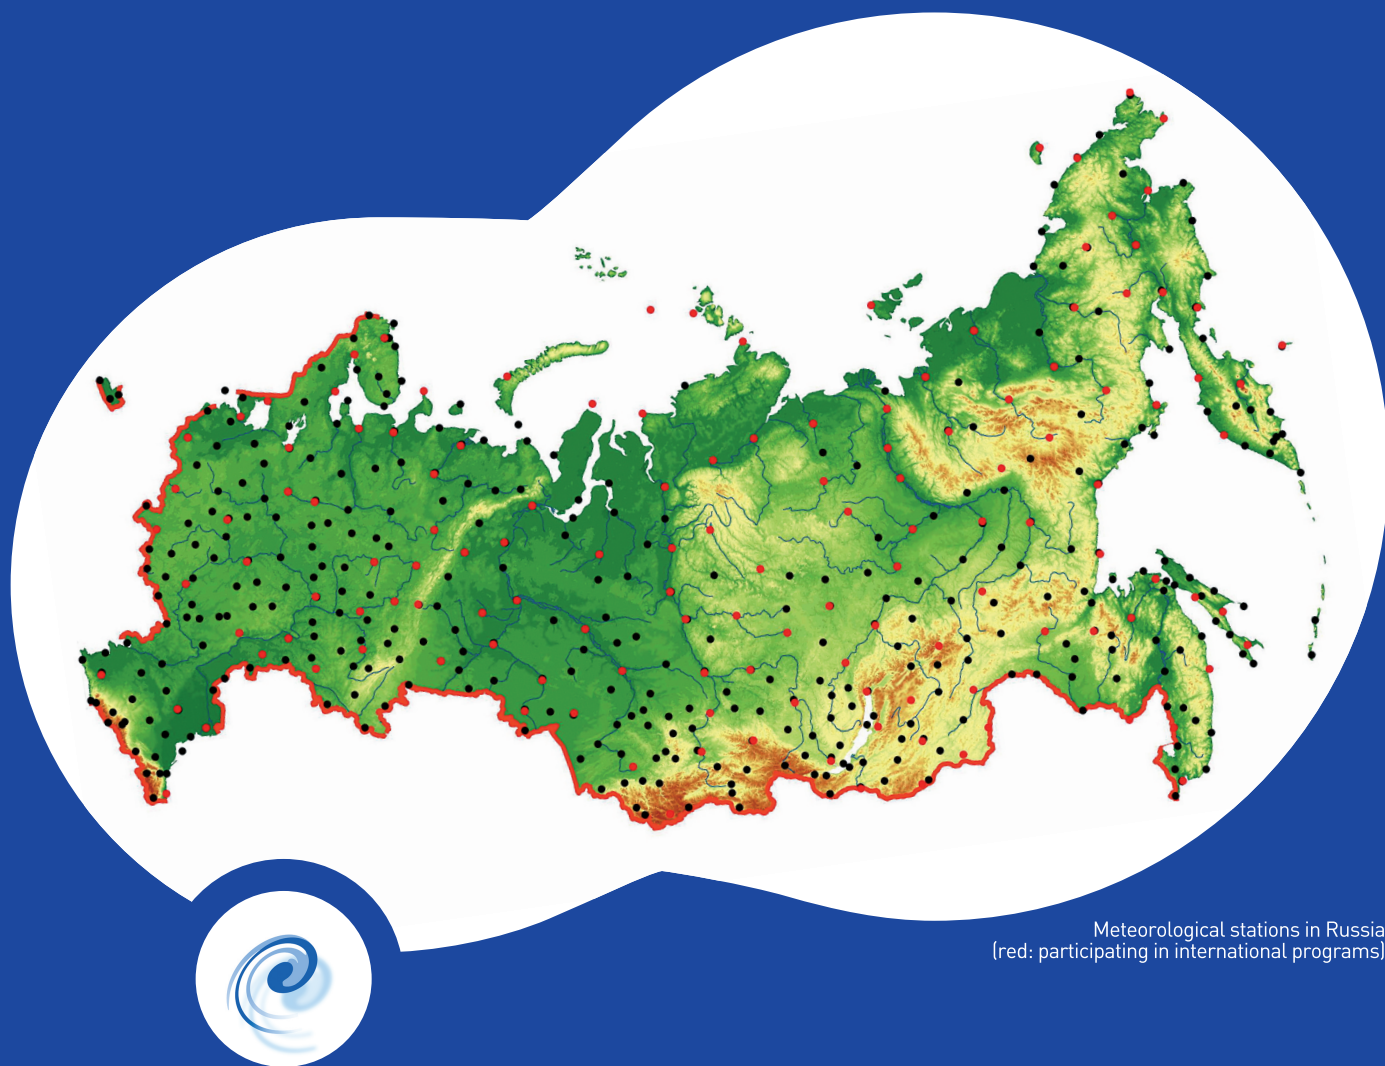 Meteorological stations in Russia
(red: participating in international programs)